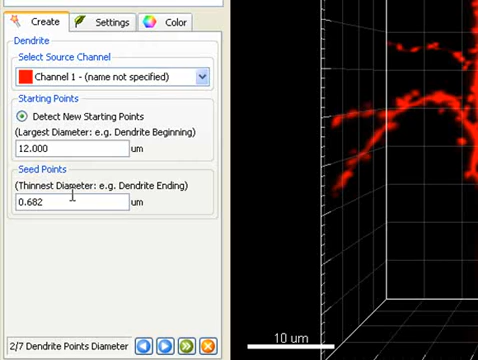 Create
Settings
Color
Dendrite
Select Source Channel
Channel 1 - (name not specified)
Starting Points
Detect New Starting Points
(Largest Diameter: e.g. Dendrite Beginning)
12.000 um
Seed Points
(Thinnest Diameter: e.g. Dendrite Ending)
0.682 um
2/7 Dendrite Points Diameter
10 um